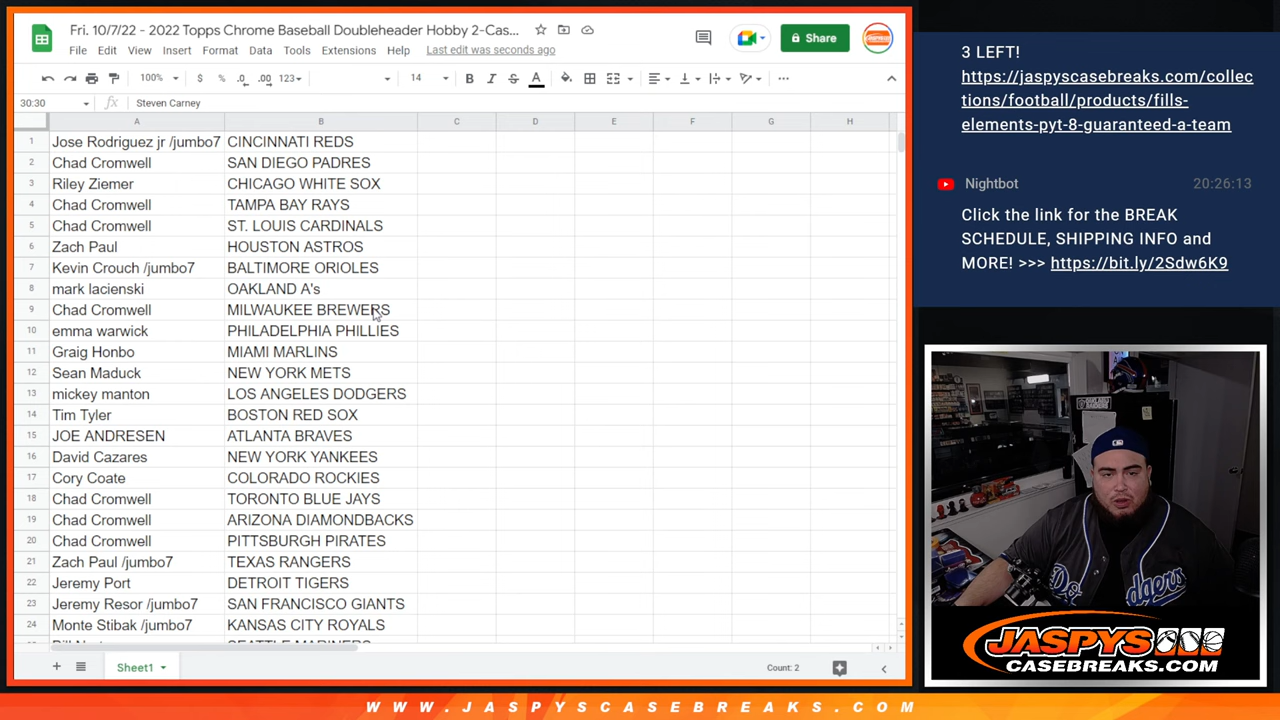 Fri. 10/7/22 - 2022 Topps Chrome Baseball Doubleheader Hobby 2-Cas...
File Edit View Insert Format Data Tools Extensions Help Last edit was seconds ago
Share
100% $ % .0 .00 123 14 B I S A
30:30 fx Steven Carney
A B C D E F G H
1 Jose Rodriguez jr /jumbo7 CINCINNATI REDS
2 Chad Cromwell SAN DIEGO PADRES
3 Riley Ziemer CHICAGO WHITE SOX
4 Chad Cromwell TAMPA BAY RAYS
5 Chad Cromwell ST. LOUIS CARDINALS
6 Zach Paul HOUSTON ASTROS
7 Kevin Crouch /jumbo7 BALTIMORE ORIOLES
8 mark lacienski OAKLAND A's
9 Chad Cromwell MILWAUKEE BREWERS
10 emma warwick PHILADELPHIA PHILLIES
11 Graig Honbo MIAMI MARLINS
12 Sean Maduck NEW YORK METS
13 mickey manton LOS ANGELES DODGERS
14 Tim Tyler BOSTON RED SOX
15 JOE ANDRESEN ATLANTA BRAVES
16 David Cazares NEW YORK YANKEES
17 Cory Coate COLORADO ROCKIES
18 Chad Cromwell TORONTO BLUE JAYS
19 Chad Cromwell ARIZONA DIAMONDBACKS
20 Chad Cromwell PITTSBURGH PIRATES
21 Zach Paul /jumbo7 TEXAS RANGERS
22 Jeremy Port DETROIT TIGERS
23 Jeremy Resor /jumbo7 SAN FRANCISCO GIANTS
24 Monte Stibak /jumbo7 KANSAS CITY ROYALS
SEATTLE MARINERS
Sheet1 Count: 2
3 LEFT!
https://jaspyscasebreaks.com/collec
tions/football/products/fills-
elements-pyt-8-guaranteed-a-team
Nightbot 20:26:13
Click the link for the BREAK
SCHEDULE, SHIPPING INFO and
MORE! >>> https://bit.ly/2Sdw6K9
Dodgers
JASPYS
CASEBREAKS.COM
WWW.JASPYSCASEBREAKS.COM